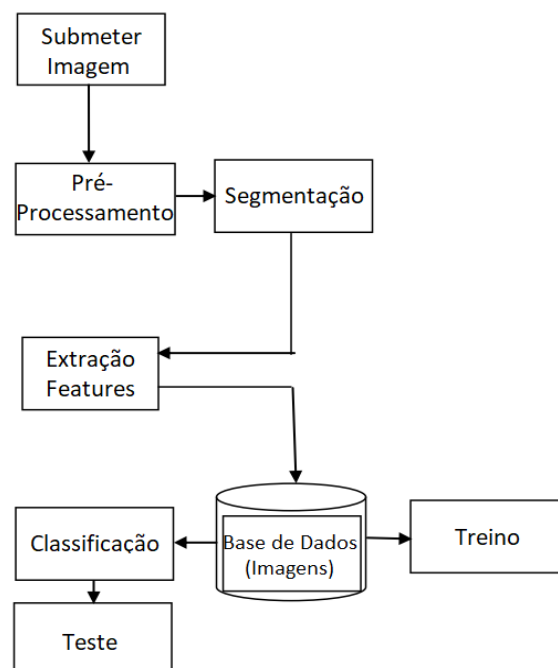 Submeter
Imagem
Pré-
Processamento
Segmentação
Extração
Features
Base de Dados
(Imagens)
Classificação
Treino
Teste